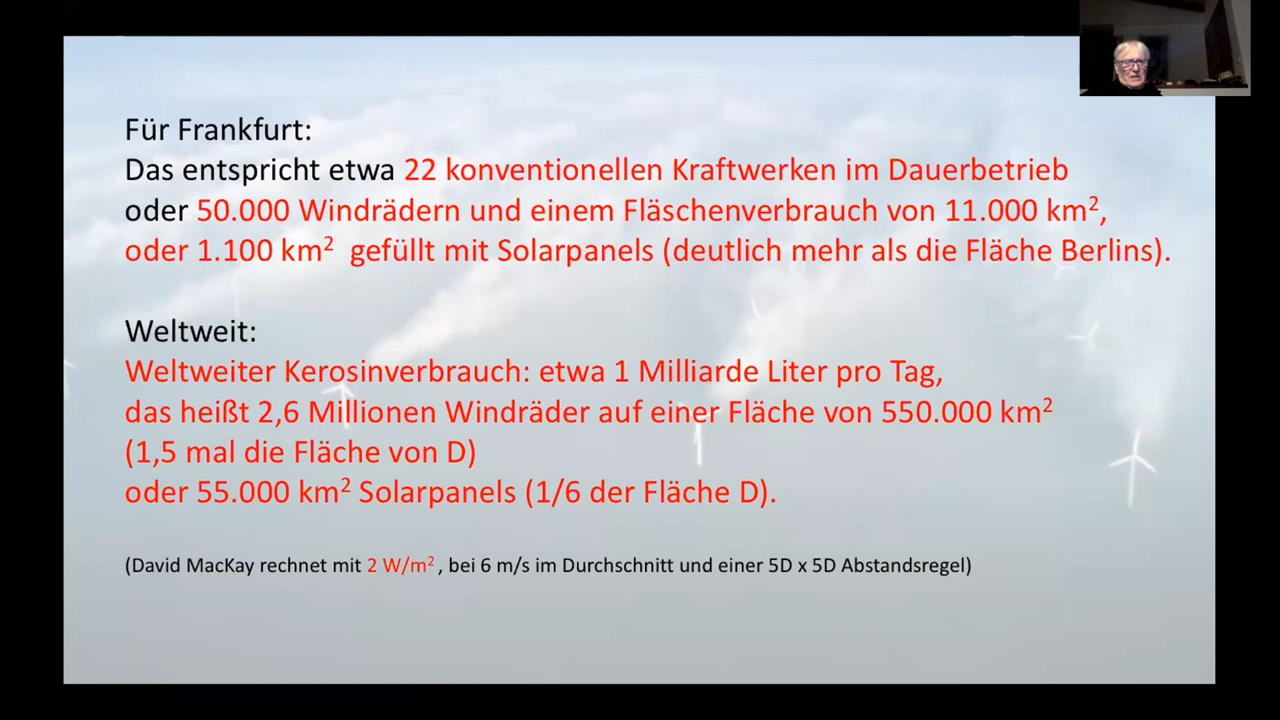 Für Frankfurt:
Das entspricht etwa 22 konventionellen Kraftwerken im Dauerbetrieb
oder 50.000 Windrädern und einem Fläschenverbrauch von 11.000 km²,
oder 1.100 km² gefüllt mit Solarpanels (deutlich mehr als die Fläche Berlins).
Weltweit:
Weltweiter Kerosinverbrauch: etwa 1 Milliarde Liter pro Tag,
das heißt 2,6 Millionen Windräder auf einer Fläche von 550.000 km²
(1,5 mal die Fläche von D)
oder 55.000 km² Solarpanels (1/6 der Fläche D).
(David MacKay rechnet mit 2 W/m², bei 6 m/s im Durchschnitt und einer 5D x 5D Abstandsregel)